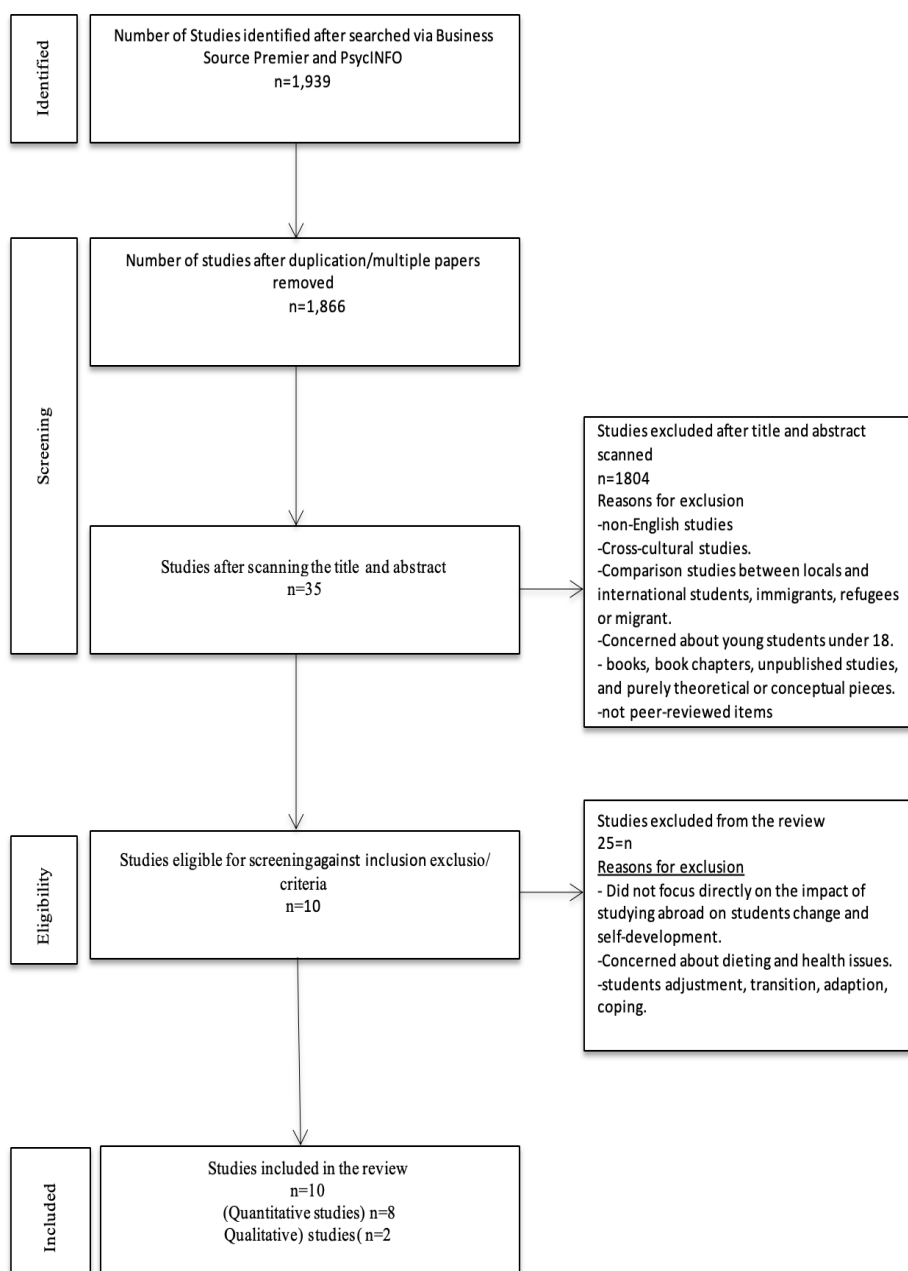 Identified
Number of Studies identified after searched via Business
Source Premier and PsycINFO
n=1,939
Screening
Number of studies after duplication/multiple papers
removed
n=1,866
Studies after scanning the title and abstract
n=35
Studies excluded after title and abstract
scanned
n=1804
Reasons for exclusion
-non-English studies
-Cross-cultural studies.
-Comparison studies between locals and
international students, immigrants, refugees
or migrant.
-Concerned about young students under 18.
- books, book chapters, unpublished studies,
and purely theoretical or conceptual pieces.
-not peer-reviewed items
Eligibility
Studies eligible for screening against inclusion exclusio/
criteria
n=10
Studies excluded from the review
25=n
Reasons for exclusion
- Did not focus directly on the impact of
studying abroad on students change and
self-development.
-Concerned about dieting and health issues.
-students adjustment, transition, adaption,
coping.
Included
Studies included in the review
n=10
(Quantitative studies) n=8
Qualitative) studies( n=2